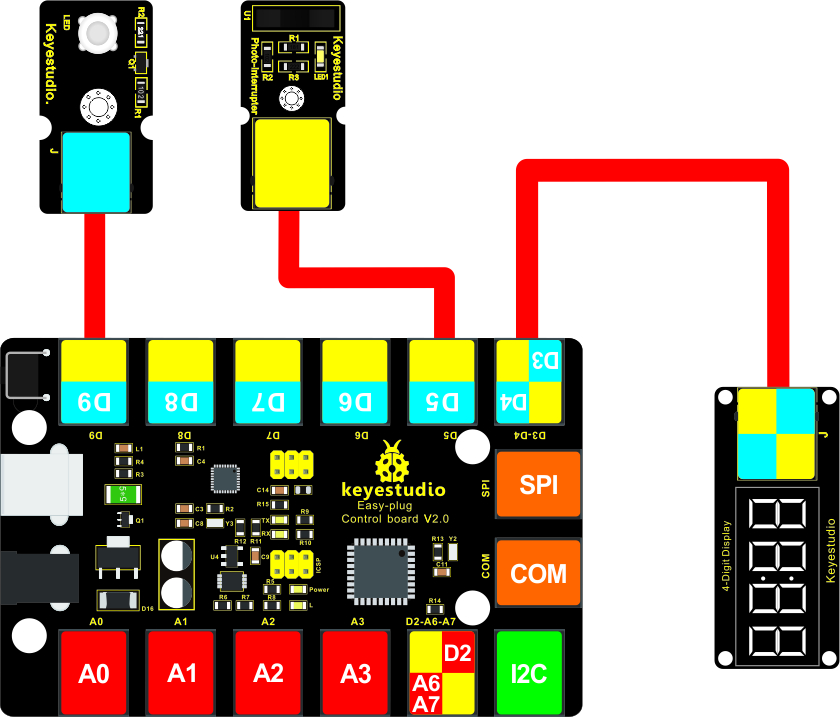 LED
Keyestudio.
R2
221
Q1
102
R1
J
U1
R1
R2
R3
LED1
Photo-Interrupter
Keyestudio
D9
D8
D7
D6
D5
D3
D4
D9
D8
D7
D6
D5
D3-D4
L1
R4
R3
Q1
D16
R1
C4
C3
R2
C8
Y3
U4
R12
R11
C9
R6
R7
C14
R15
TX
RX
R9
R10
ICSP
R5
R8
Power
L
keyestudio
Easy-plug
Control board V2.0
R13
Y2
C11
R14
SPI
SPI
COM
COM
A0
A1
A2
A3
D2-A6-A7
A0
A1
A2
A3
D2
A6
A7
I2C
J
4-Digit Display
Keyestudio